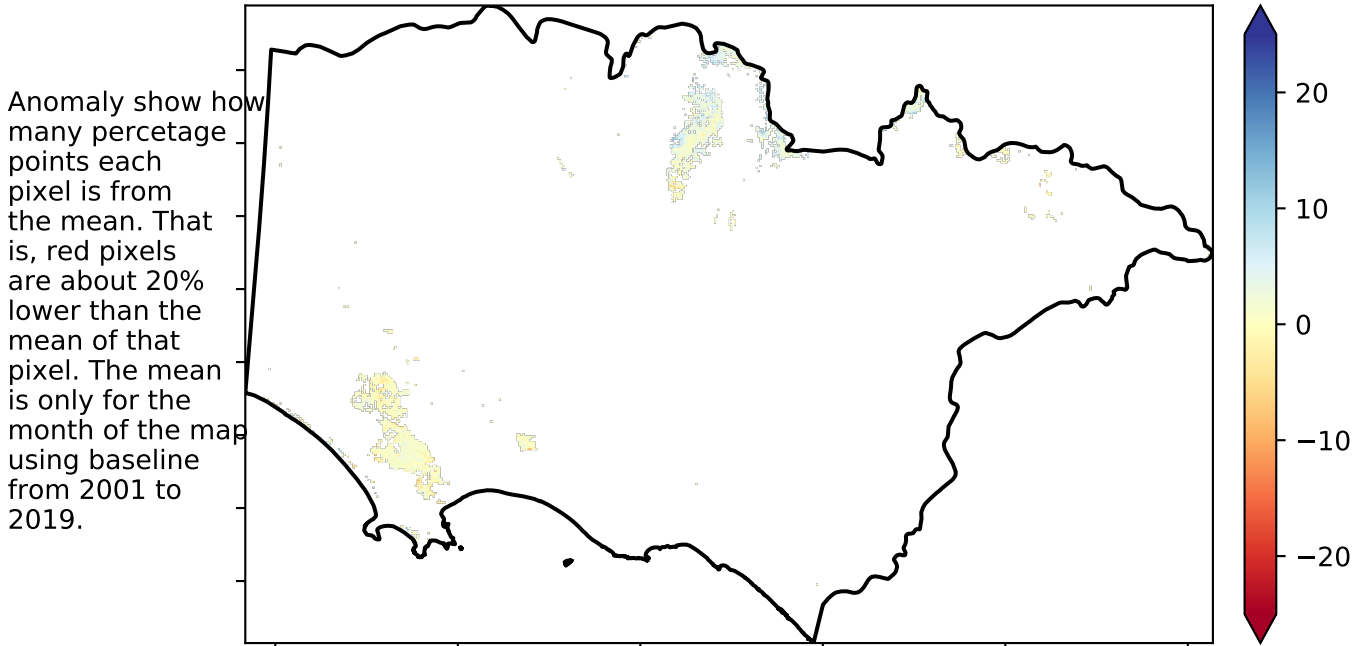 Anomaly show how
many percetage
points each
pixel is from
the mean. That
is, red pixels
are about 20%
lower than the
mean of that
pixel. The mean
is only for the
month of the map
using baseline
from 2001 to
2019.
20
10
0
−10
−20